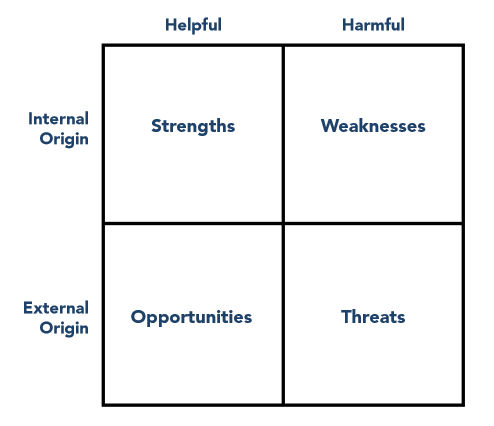 Helpful
Harmful
Internal
Origin
Strengths
Weaknesses
External
Origin
Opportunities
Threats